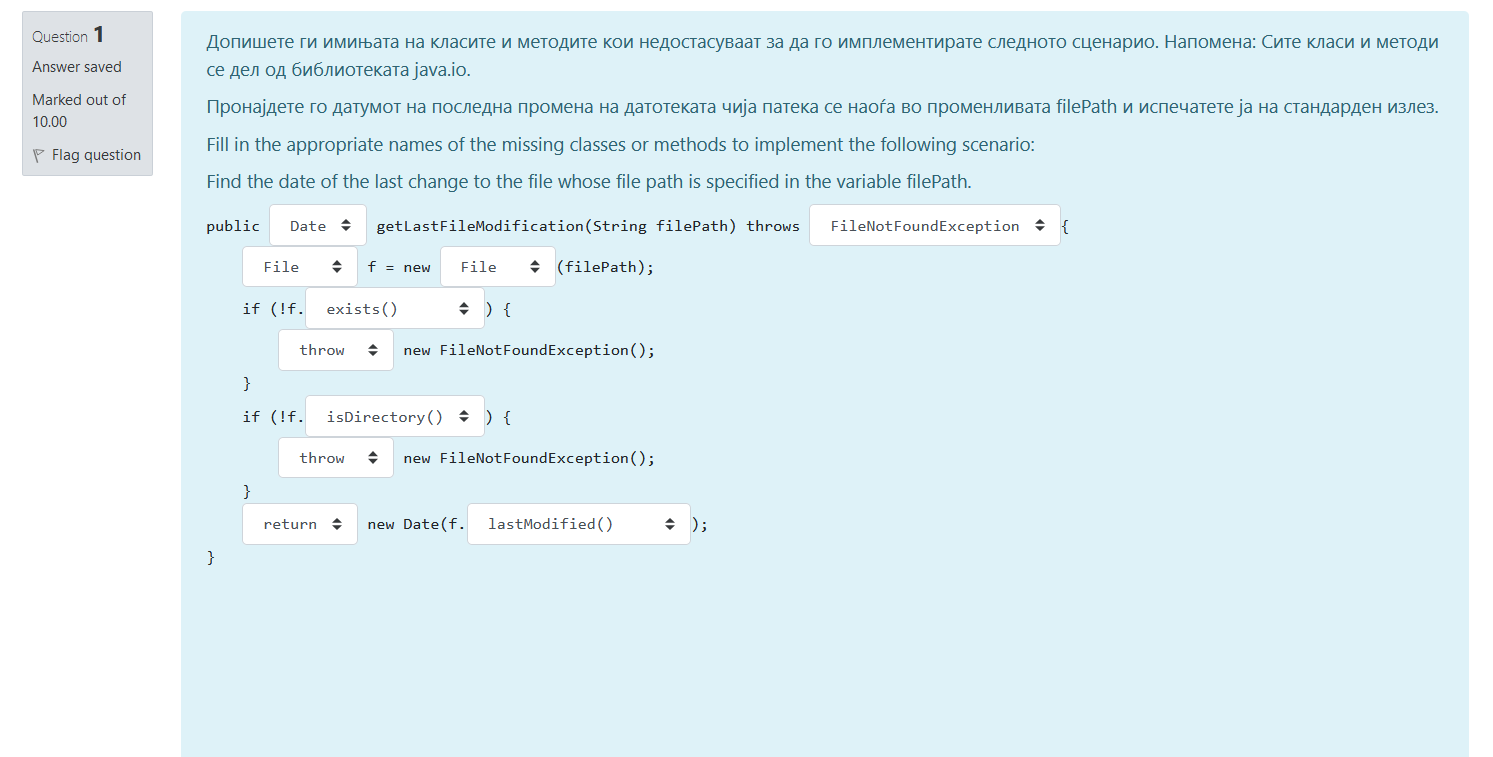 Question 1
Answer saved
Marked out of
10.00
Flag question
Допишете ги имињата на класите и методите кои недостасуваат за да го имплементирате следното сценарио. Напомена: Сите класи и методи
се дел од библиотеката java.io.
Пронајдете го датумот на последна промена на датотеката чија патека се наоѓа во променливата filePath и испечатете ја на стандарден излез.
Fill in the appropriate names of the missing classes or methods to implement the following scenario:
Find the date of the last change to the file whose file path is specified in the variable filePath.
public Date getLastFileModification(String filePath) throws FileNotFoundException {
File f = new File (filePath);
if (!f. exists() ) {
throw new FileNotFoundException();
}
if (!f. isDirectory() ) {
throw new FileNotFoundException();
}
return new Date(f. lastModified() );
}